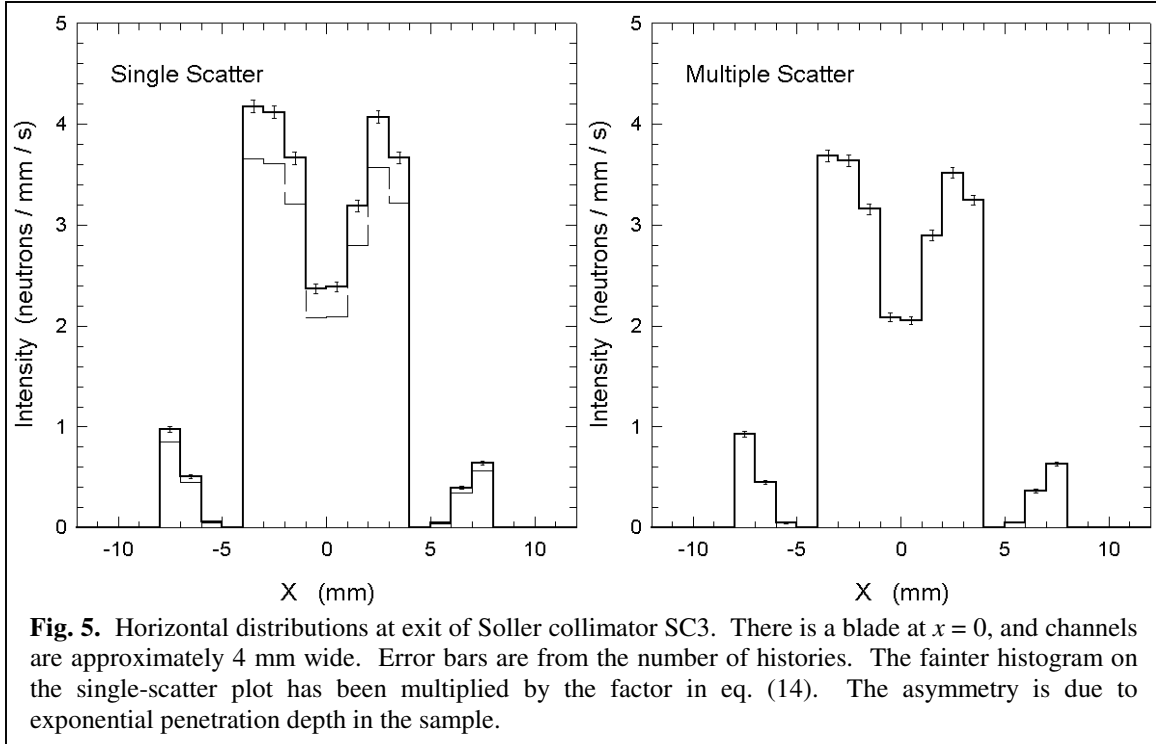 5
4
3
2
1
0
Intensity (neutrons / mm / s)
Single Scatter
-10
-5
0
5
10
X (mm)
5
4
3
2
1
0
Intensity (neutrons / mm / s)
Multiple Scatter
-10
-5
0
5
10
X (mm)
Fig. 5. Horizontal distributions at exit of Soller collimator SC3. There is a blade at x = 0, and channels
are approximately 4 mm wide. Error bars are from the number of histories. The fainter histogram on
the single-scatter plot has been multiplied by the factor in eq. (14). The asymmetry is due to
exponential penetration depth in the sample.